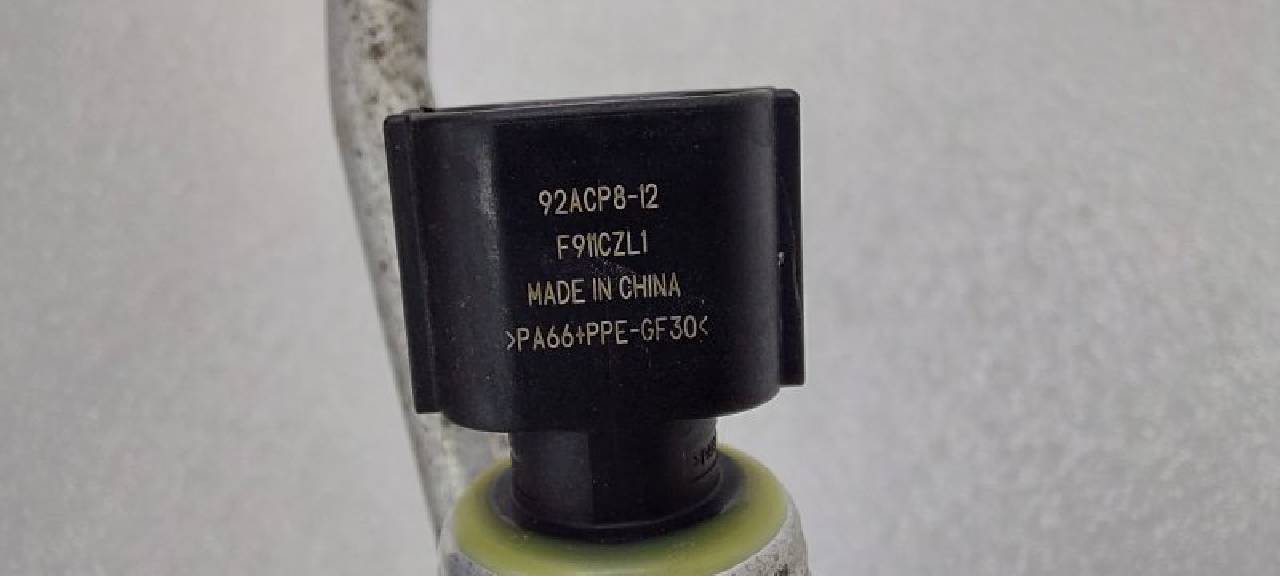 92ACP8-12
F911CZL1
MADE IN CHINA
>PA66+PPE-GF30<